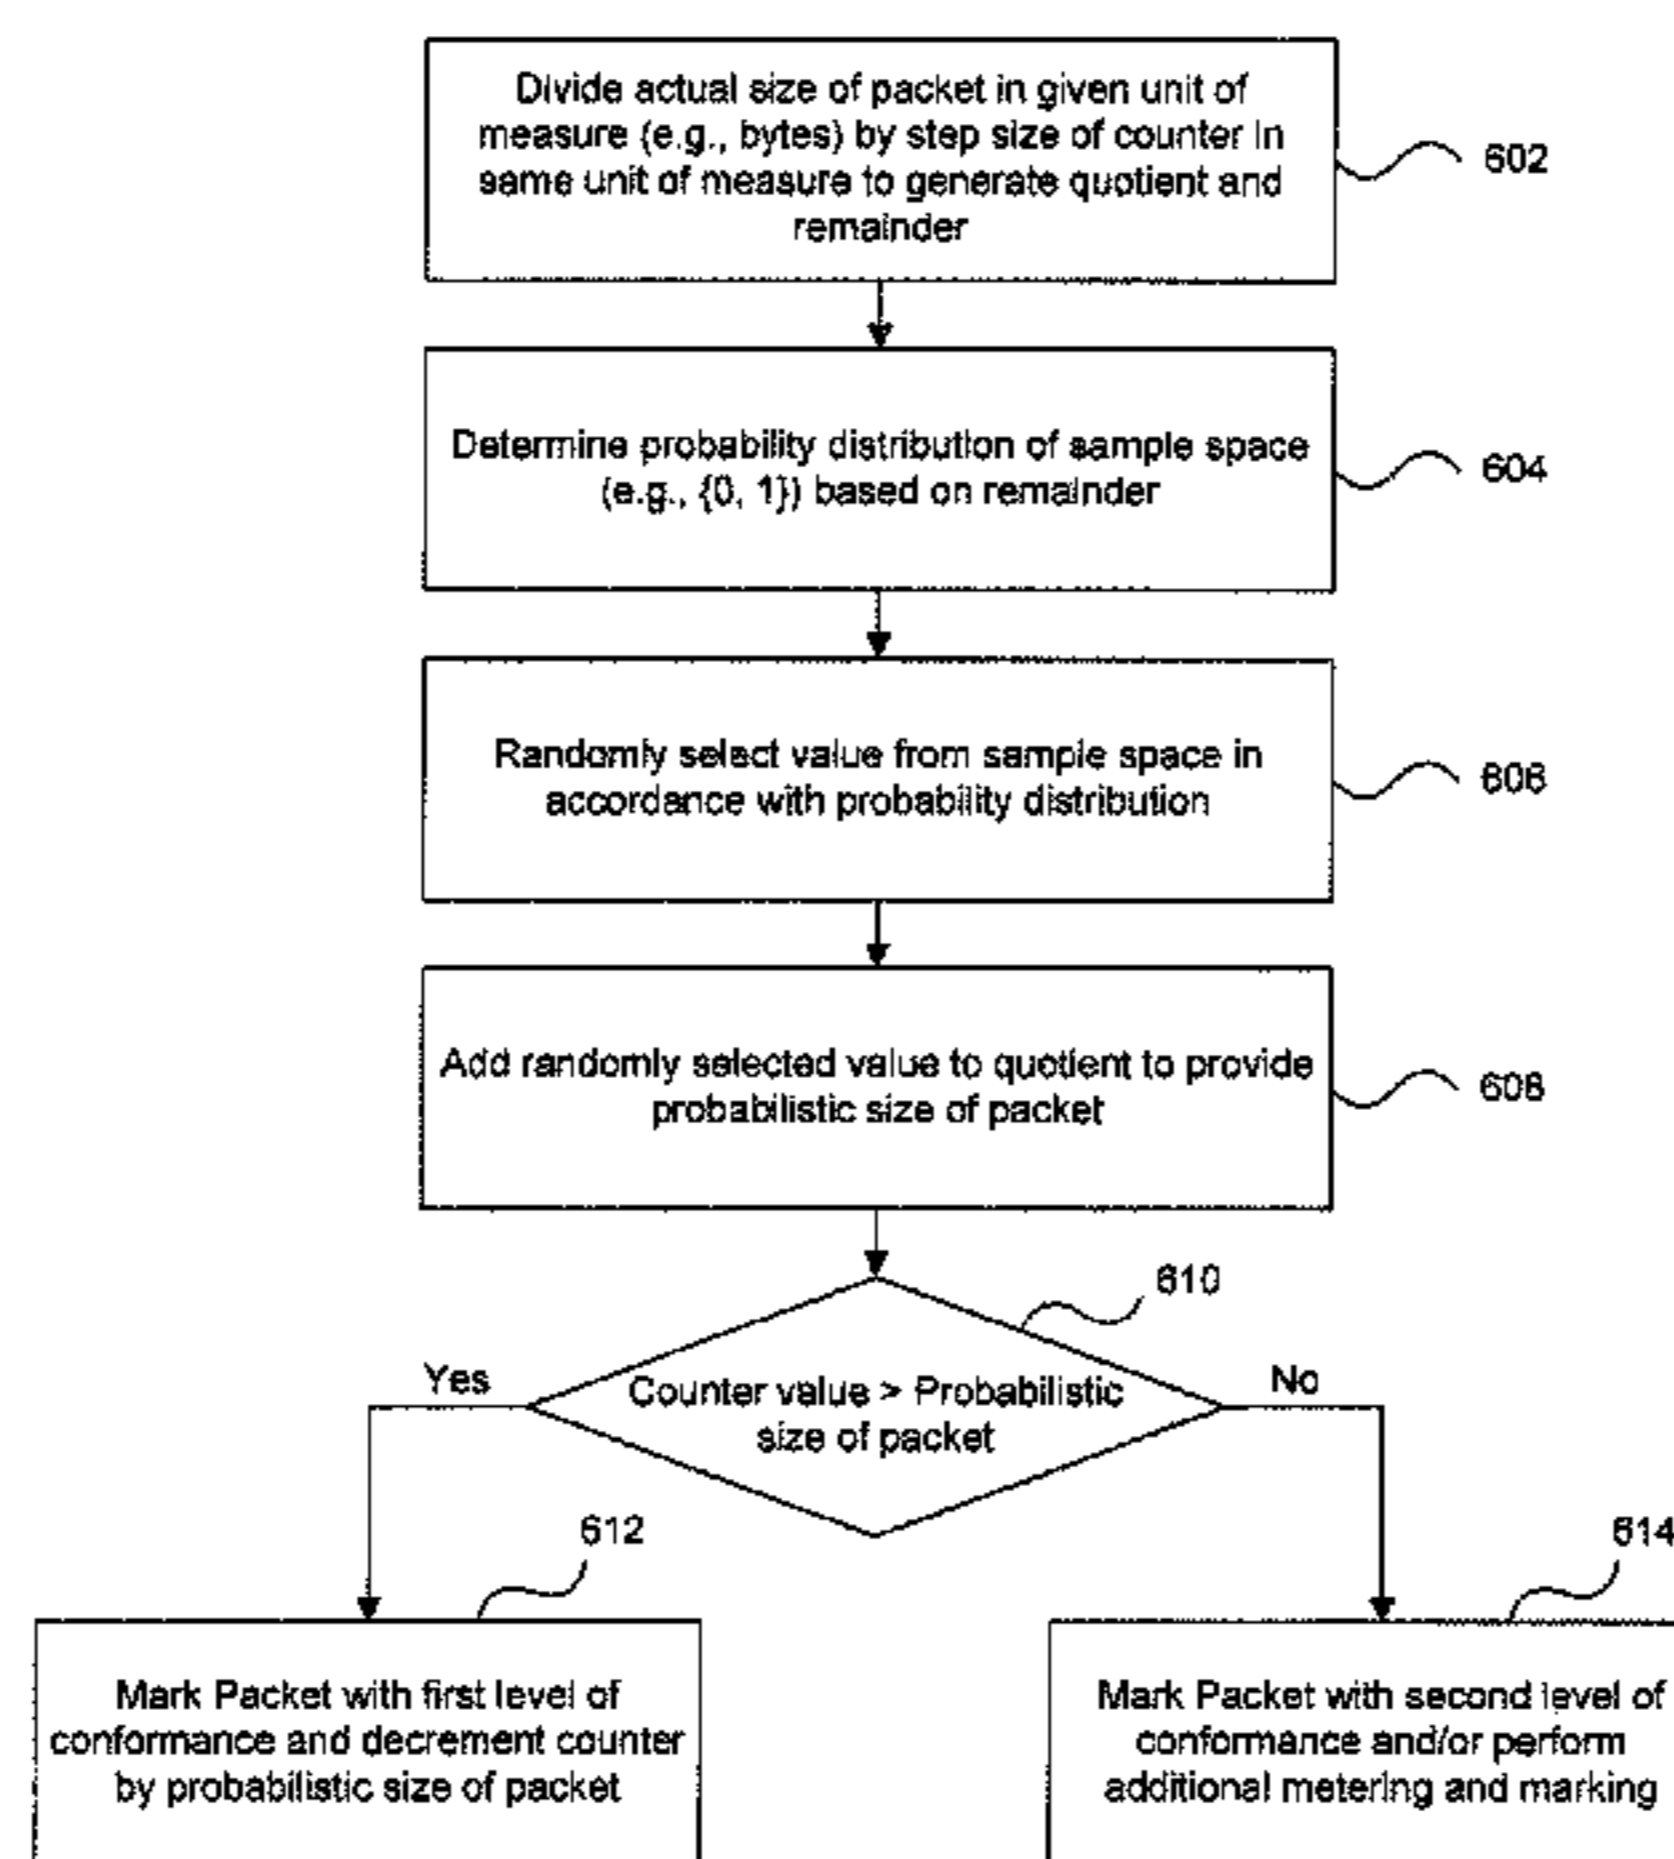 Divide actual size of packet in given unit of
measure (e.g., bytes) by step size of counter in
same unit of measure to generate quotient and
remainder
602
Determine probability distribution of sample space
(e.g., {0, 1}) based on remainder
604
Randomly select value from sample space in
accordance with probability distribution
606
Add randomly selected value to quotient to provide
probabilistic size of packet
608
610
Yes
No
Counter value > Probabilistic
size of packet
612
614
Mark Packet with first level of
conformance and decrement counter
by probabilistic size of packet
Mark Packet with second level of
conformance and/or perform
additional metering and marking